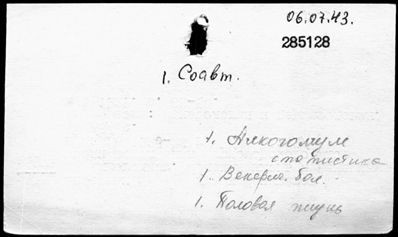 06.07.43.
285128
1. Соавт.
1. Алкоголизм
статистика
1. Венерич. бол.
1. Половая жизнь